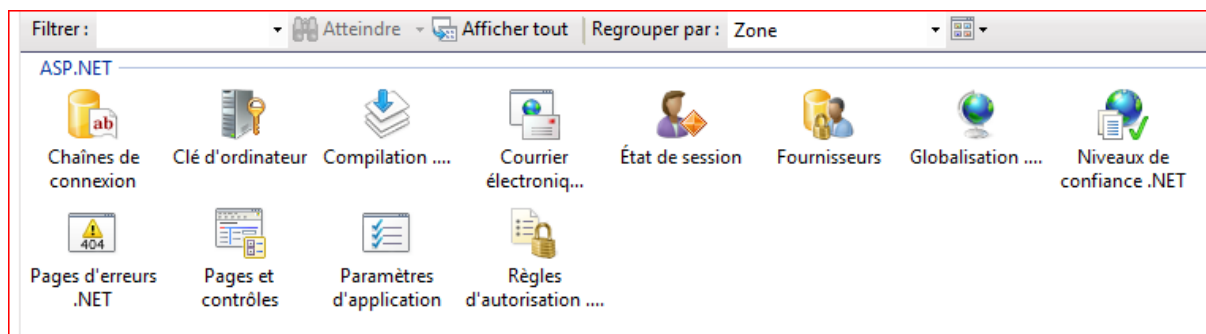 Filtrer : Atteindre Afficher tout Regrouper par : Zone
ASP.NET
ab
Chaînes de connexion
Clé d'ordinateur
Compilation ....
Courrier électroniq...
État de session
Fournisseurs
Globalisation ....
Niveaux de confiance .NET
404
Pages d'erreurs .NET
Pages et contrôles
Paramètres d'application
Règles d'autorisation ....